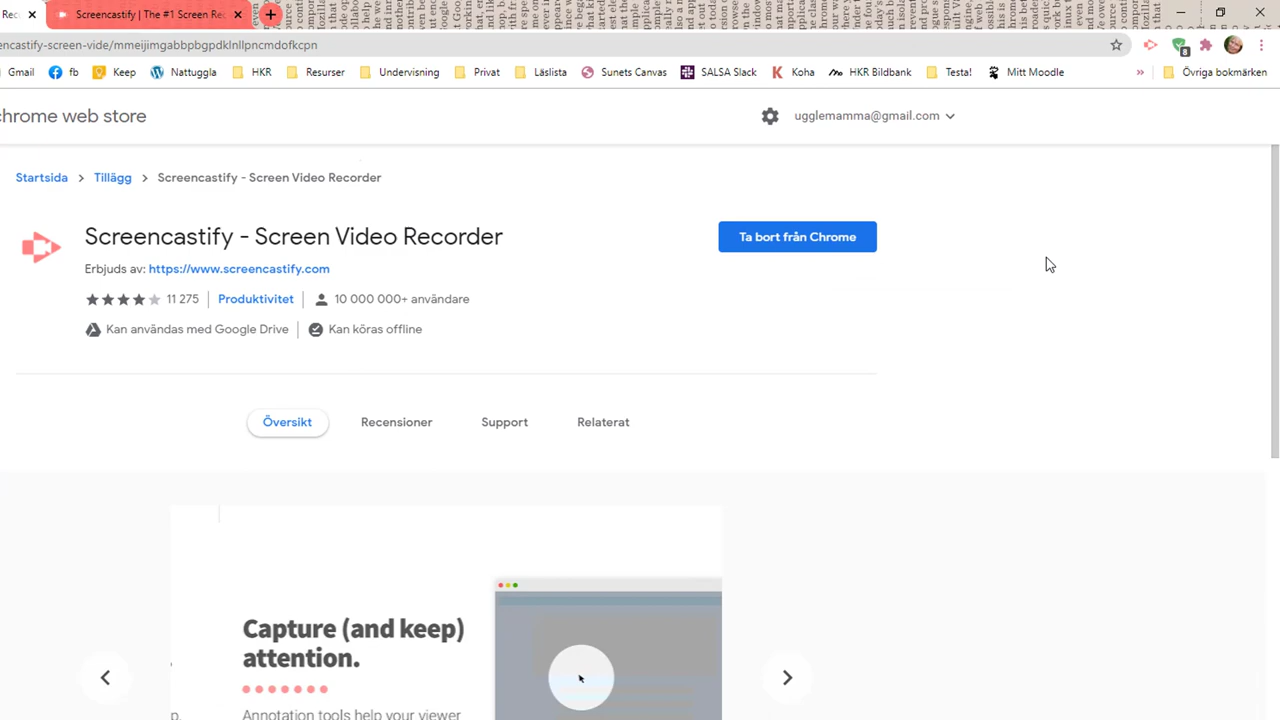 Rec
Screencastify | The #1 Screen Rec
encastify-screen-vide/mmeijimgabbpbgpdklnllpncmdofkcpn
8
Gmail fb Keep Nattuggla HKR Resurser Undervisning Privat Läslista Sunets Canvas SALSA Slack Koha HKR Bildbank Testa! Mitt Moodle » Övriga bokmärken
chrome web store
ugglemamma@gmail.com
Startsida > Tillägg > Screencastify - Screen Video Recorder
Screencastify - Screen Video Recorder
Ta bort från Chrome
Erbjuds av: https://www.screencastify.com
11 275 Produktivitet 10 000 000+ användare
Kan användas med Google Drive Kan köras offline
Översikt Recensioner Support Relaterat
Capture (and keep)
attention.
Annotation tools help your viewer